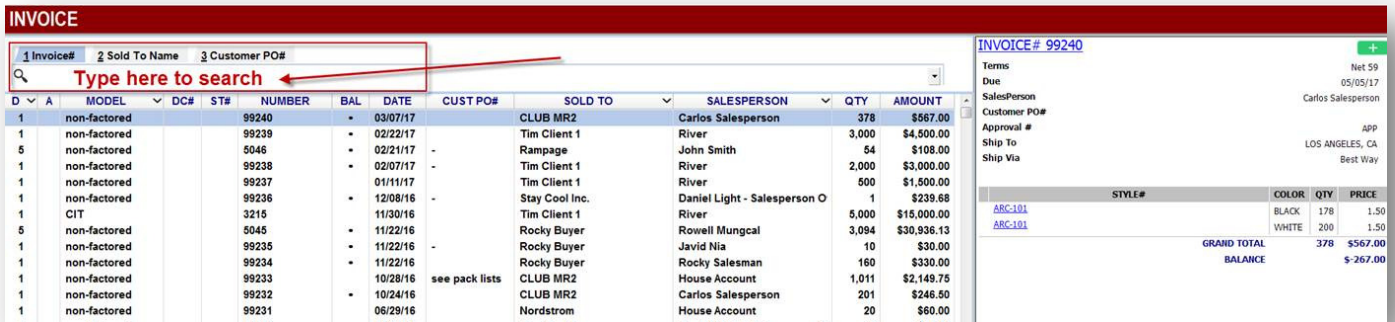 INVOICE
1 Invoice# 2 Sold To Name 3 Customer PO#
Type here to search
D A MODEL DC# ST# NUMBER BAL DATE CUST PO# SOLD TO SALESPERSON QTY AMOUNT
1 non-factored 99240 • 03/07/17 CLUB MR2 Carlos Salesperson 378 $567.00
1 non-factored 99239 • 02/22/17 Tim Client 1 River 3,000 $4,500.00
5 non-factored 5046 • 02/21/17 - Rampage John Smith 54 $108.00
1 non-factored 99238 • 02/07/17 - Tim Client 1 River 2,000 $3,000.00
1 non-factored 99237 01/11/17 Tim Client 1 River 500 $1,500.00
1 non-factored 99236 • 12/08/16 - Stay Cool Inc. Daniel Light - Salesperson O 1 $239.68
1 CIT 3215 11/30/16 Tim Client 1 River 5,000 $15,000.00
5 non-factored 5045 • 11/22/16 Rocky Buyer Rowell Mungcal 3,094 $30,936.13
1 non-factored 99235 • 11/22/16 - Rocky Buyer Javid Nia 10 $30.00
1 non-factored 99234 • 11/22/16 Rocky Buyer Rocky Salesman 160 $330.00
1 non-factored 99233 10/28/16 see pack lists CLUB MR2 House Account 1,011 $2,149.75
1 non-factored 99232 • 10/24/16 CLUB MR2 Carlos Salesperson 201 $246.50
1 non-factored 99231 06/29/16 Nordstrom House Account 20 $60.00
INVOICE# 99240 +
Terms Net 59
Due 05/05/17
SalesPerson Carlos Salesperson
Customer PO#
Approval # APP
Ship To LOS ANGELES, CA
Ship Via Best Way
STYLE# COLOR QTY PRICE
ARC-101 BLACK 178 1.50
ARC-101 WHITE 200 1.50
GRAND TOTAL 378 $567.00
BALANCE $-267.00